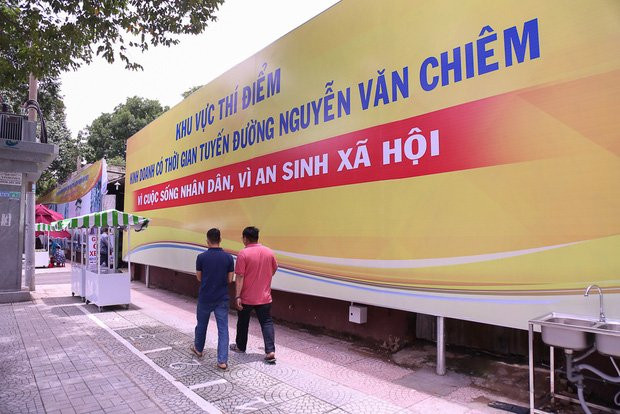 KHU VỰC THÍ ĐIỂM
KINH DOANH CÓ THỜI GIAN TUYẾN ĐƯỜNG NGUYỄN VĂN CHIÊM
VÌ CUỘC SỐNG NHÂN DÂN, VÌ AN SINH XÃ HỘI